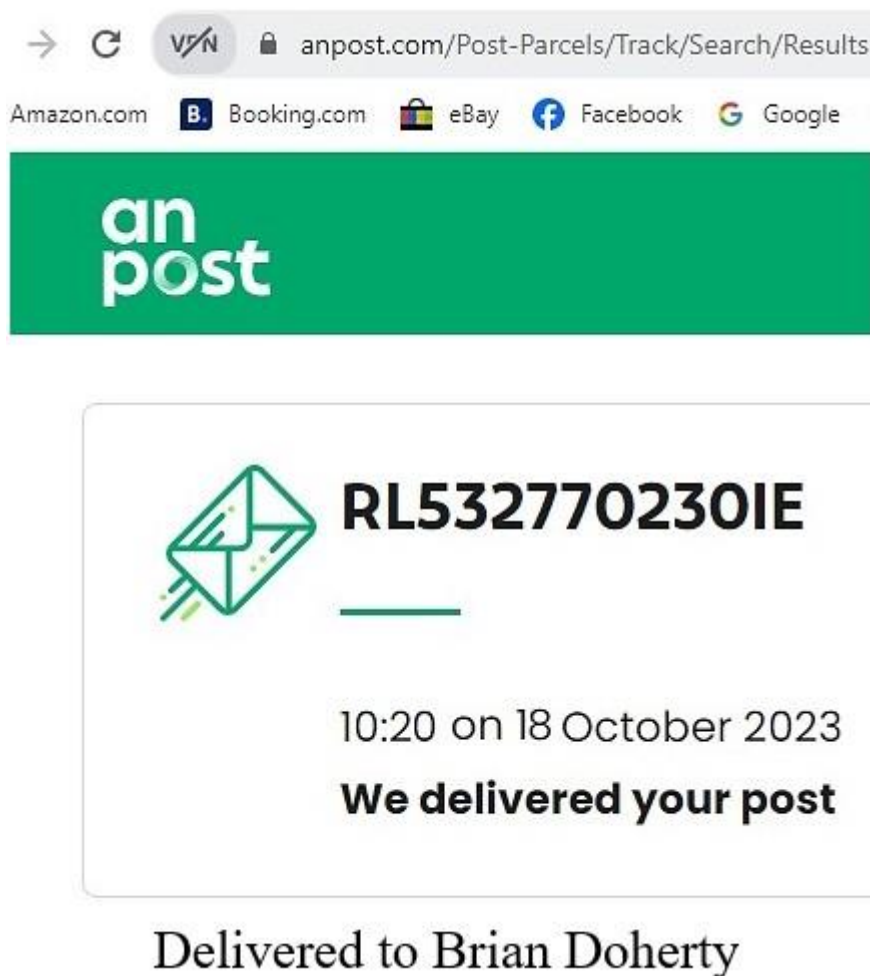 VPN anpost.com/Post-Parcels/Track/Search/Results
Amazon.com B. Booking.com eBay Facebook G Google
an
post
RL532770230IE
10:20 on 18 October 2023
We delivered your post
Delivered to Brian Doherty